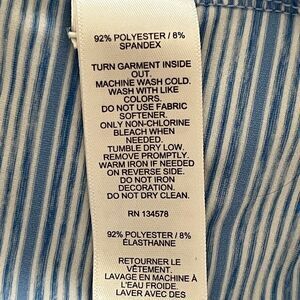 92% POLYESTER / 8%
SPANDEX
TURN GARMENT INSIDE
OUT.
MACHINE WASH COLD.
WASH WITH LIKE
COLORS.
DO NOT USE FABRIC
SOFTENER.
ONLY NON-CHLORINE
BLEACH WHEN
NEEDED.
TUMBLE DRY LOW.
REMOVE PROMPTLY.
WARM IRON IF NEEDED
ON REVERSE SIDE.
DO NOT IRON
DECORATION.
DO NOT DRY CLEAN.
RN 134578
92% POLYESTER / 8%
ÉLASTHANNE
RETOURNER LE
VÊTEMENT.
LAVAGE EN MACHINE À
L'EAU FROIDE.
LAVER AVEC DES